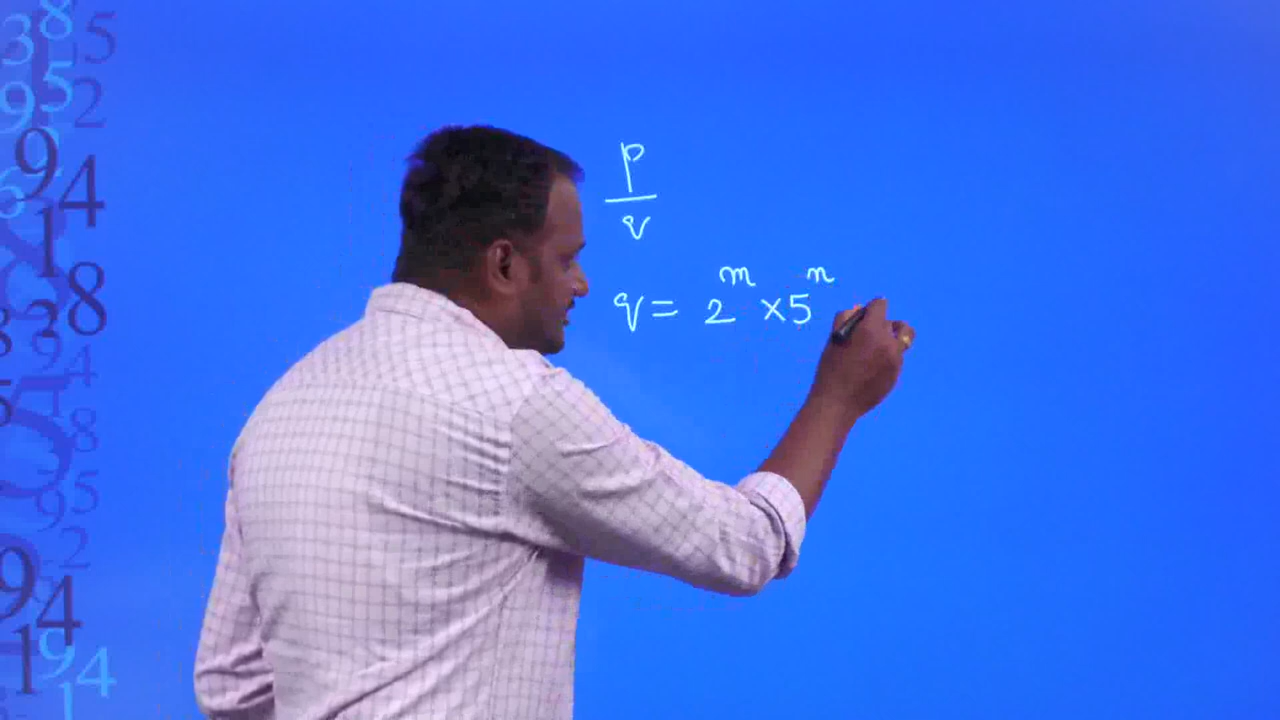 p
q
q = 2^m × 5^n